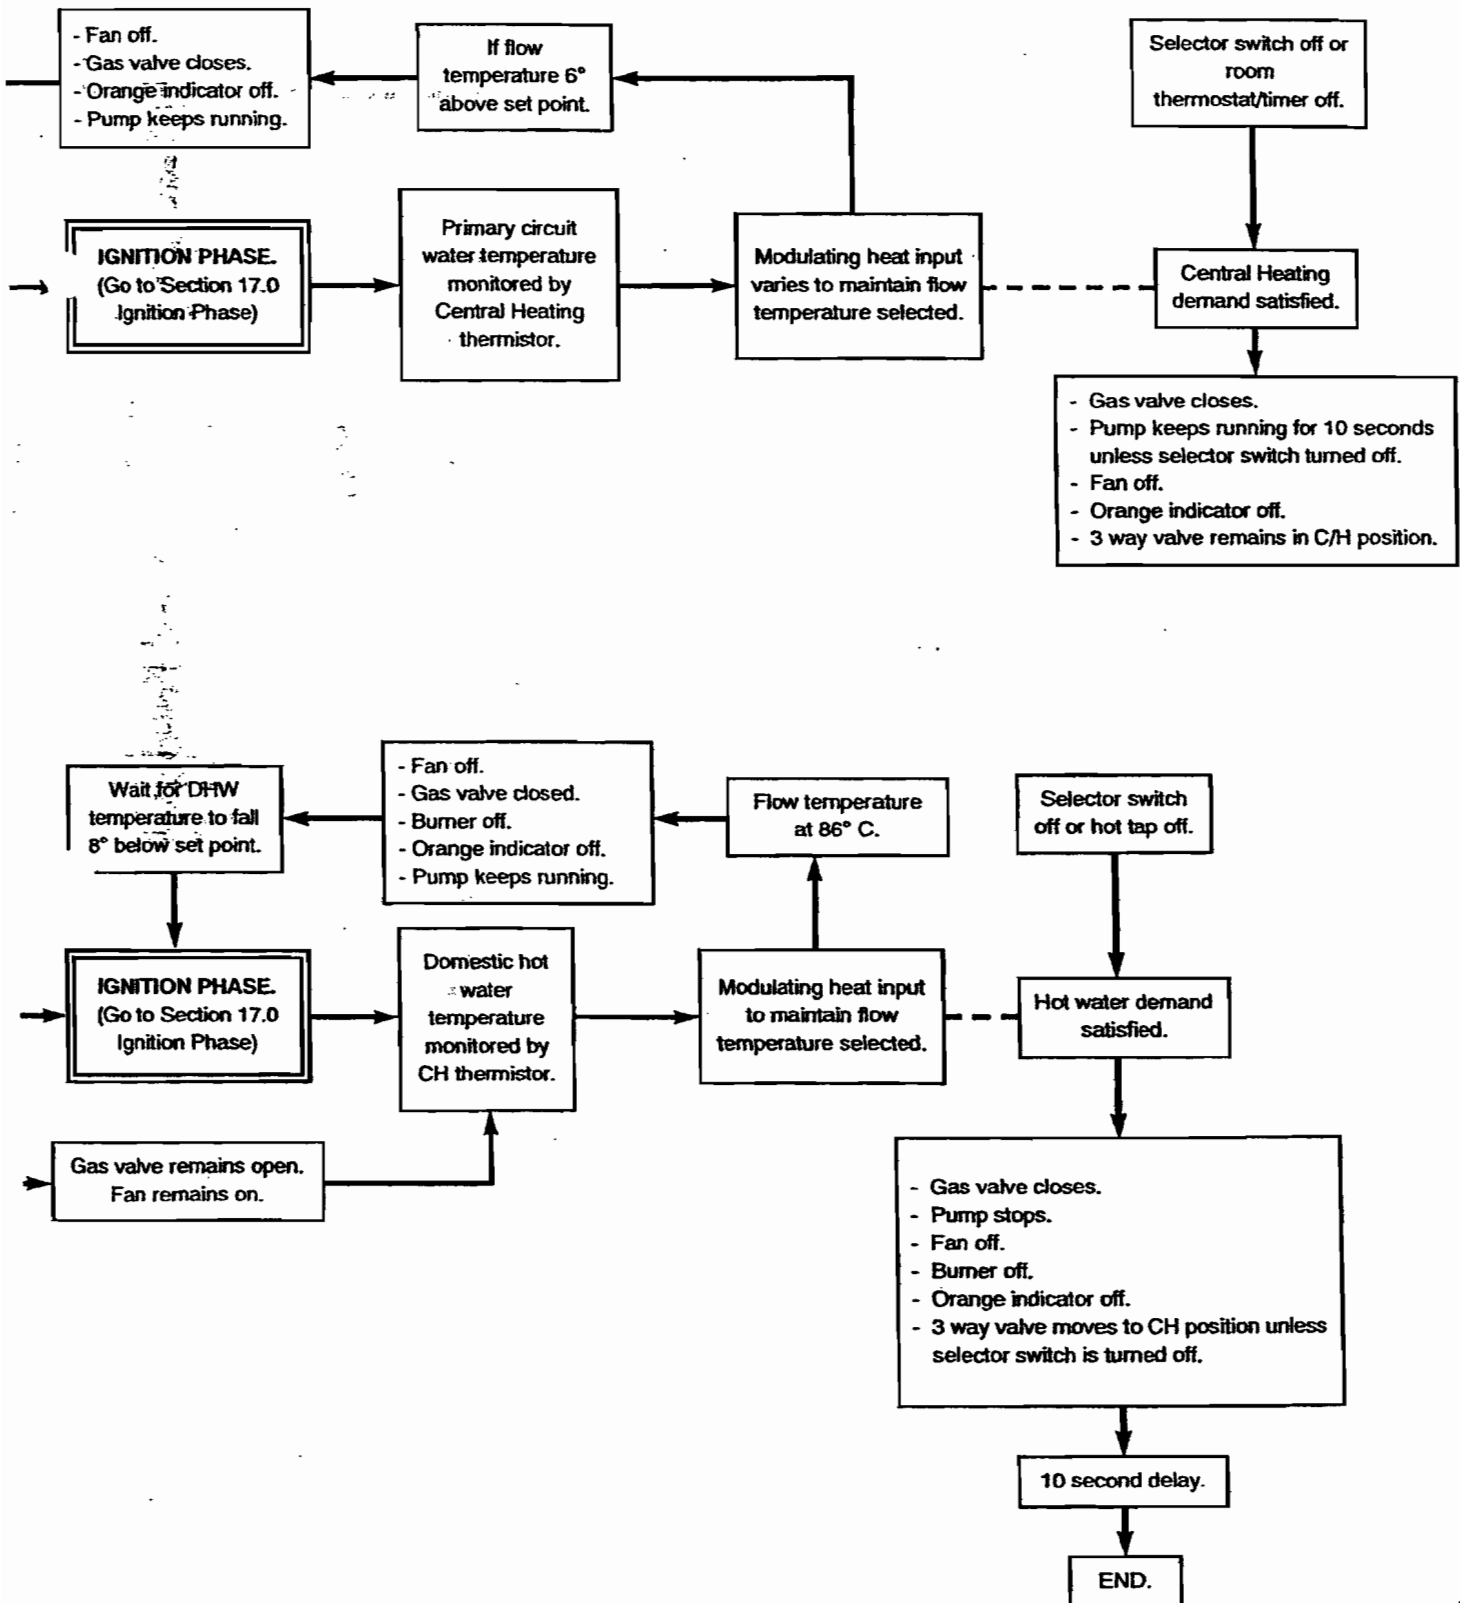 - Fan off.
- Gas valve closes.
- Orange indicator off.
- Pump keeps running.
If flow
temperature 6°
above set point.
Selector switch off or
room
thermostat/timer off.
IGNITION PHASE.
(Go to Section 17.0
Ignition Phase)
Primary circuit
water temperature
monitored by
Central Heating
thermistor.
Modulating heat input
varies to maintain flow
temperature selected.
Central Heating
demand satisfied.
- Gas valve closes.
- Pump keeps running for 10 seconds
unless selector switch turned off.
- Fan off.
- Orange indicator off.
- 3 way valve remains in C/H position.
Wait for DHW
temperature to fall
8° below set point.
- Fan off.
- Gas valve closed.
- Burner off.
- Orange indicator off.
- Pump keeps running.
Flow temperature
at 86° C.
Selector switch
off or hot tap off.
IGNITION PHASE.
(Go to Section 17.0
Ignition Phase)
Domestic hot
water
temperature
monitored by
CH thermistor.
Modulating heat input
to maintain flow
temperature selected.
Hot water demand
satisfied.
Gas valve remains open.
Fan remains on.
- Gas valve closes.
- Pump stops.
- Fan off.
- Burner off.
- Orange indicator off.
- 3 way valve moves to CH position unless
selector switch is turned off.
10 second delay.
END.